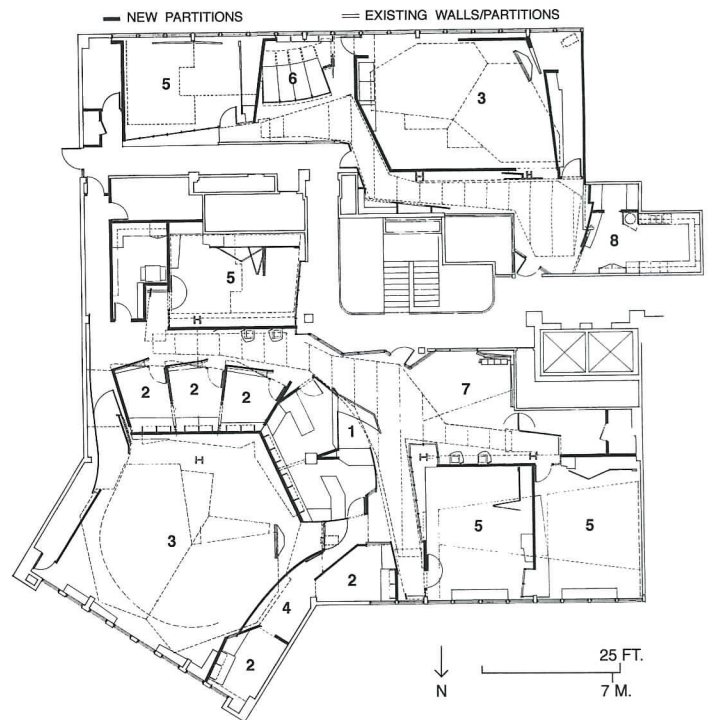 NEW PARTITIONS
EXISTING WALLS/PARTITIONS
5
6
3
H
H
8
5
H
2
2
2
7
1
H
H
H
3
5
5
2
4
2
N
25 FT.
7 M.